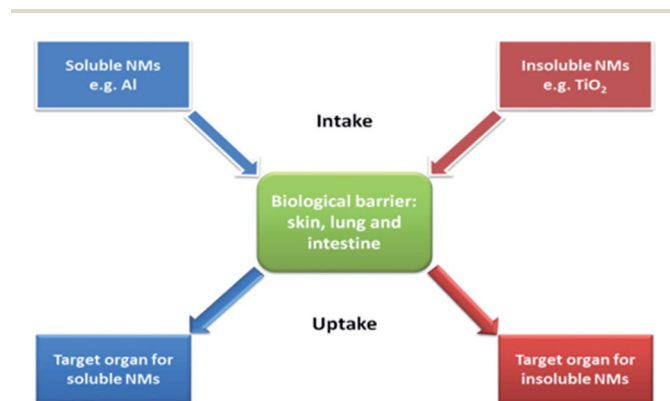 Soluble NMs
e.g. Al
Insoluble NMs
e.g. TiO₂
Intake
Biological barrier:
skin, lung and
intestine
Uptake
Target organ for
soluble NMs
Target organ for
insoluble NMs